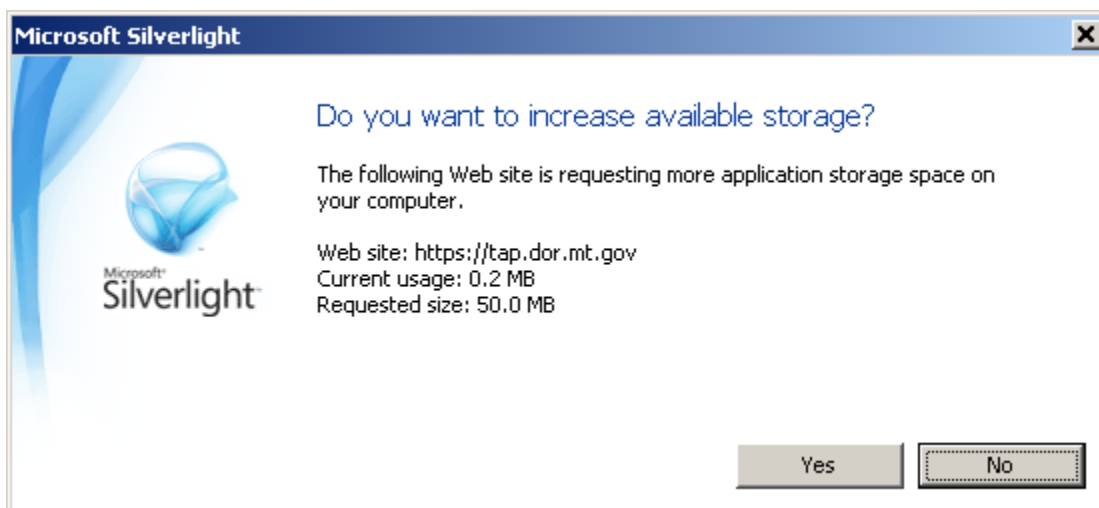 Microsoft Silverlight
Do you want to increase available storage?
The following Web site is requesting more application storage space on
your computer.
Web site: https://tap.dor.mt.gov
Current usage: 0.2 MB
Requested size: 50.0 MB
Microsoft®
Silverlight™
Yes
No